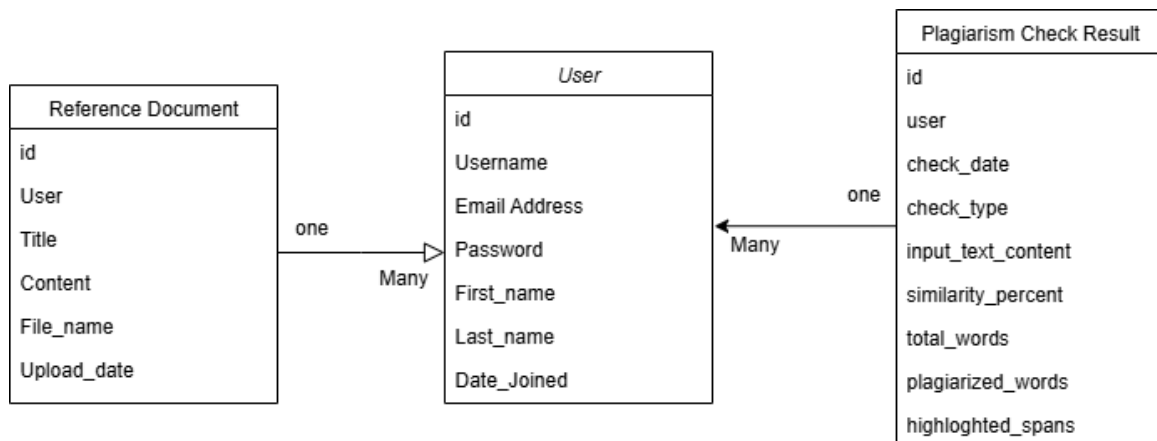 Reference Document
id
User
Title
Content
File_name
Upload_date
one
Many
User
id
Username
Email Address
Password
First_name
Last_name
Date_Joined
one
Many
Plagiarism Check Result
id
user
check_date
check_type
input_text_content
similarity_percent
total_words
plagiarized_words
highloghted_spans